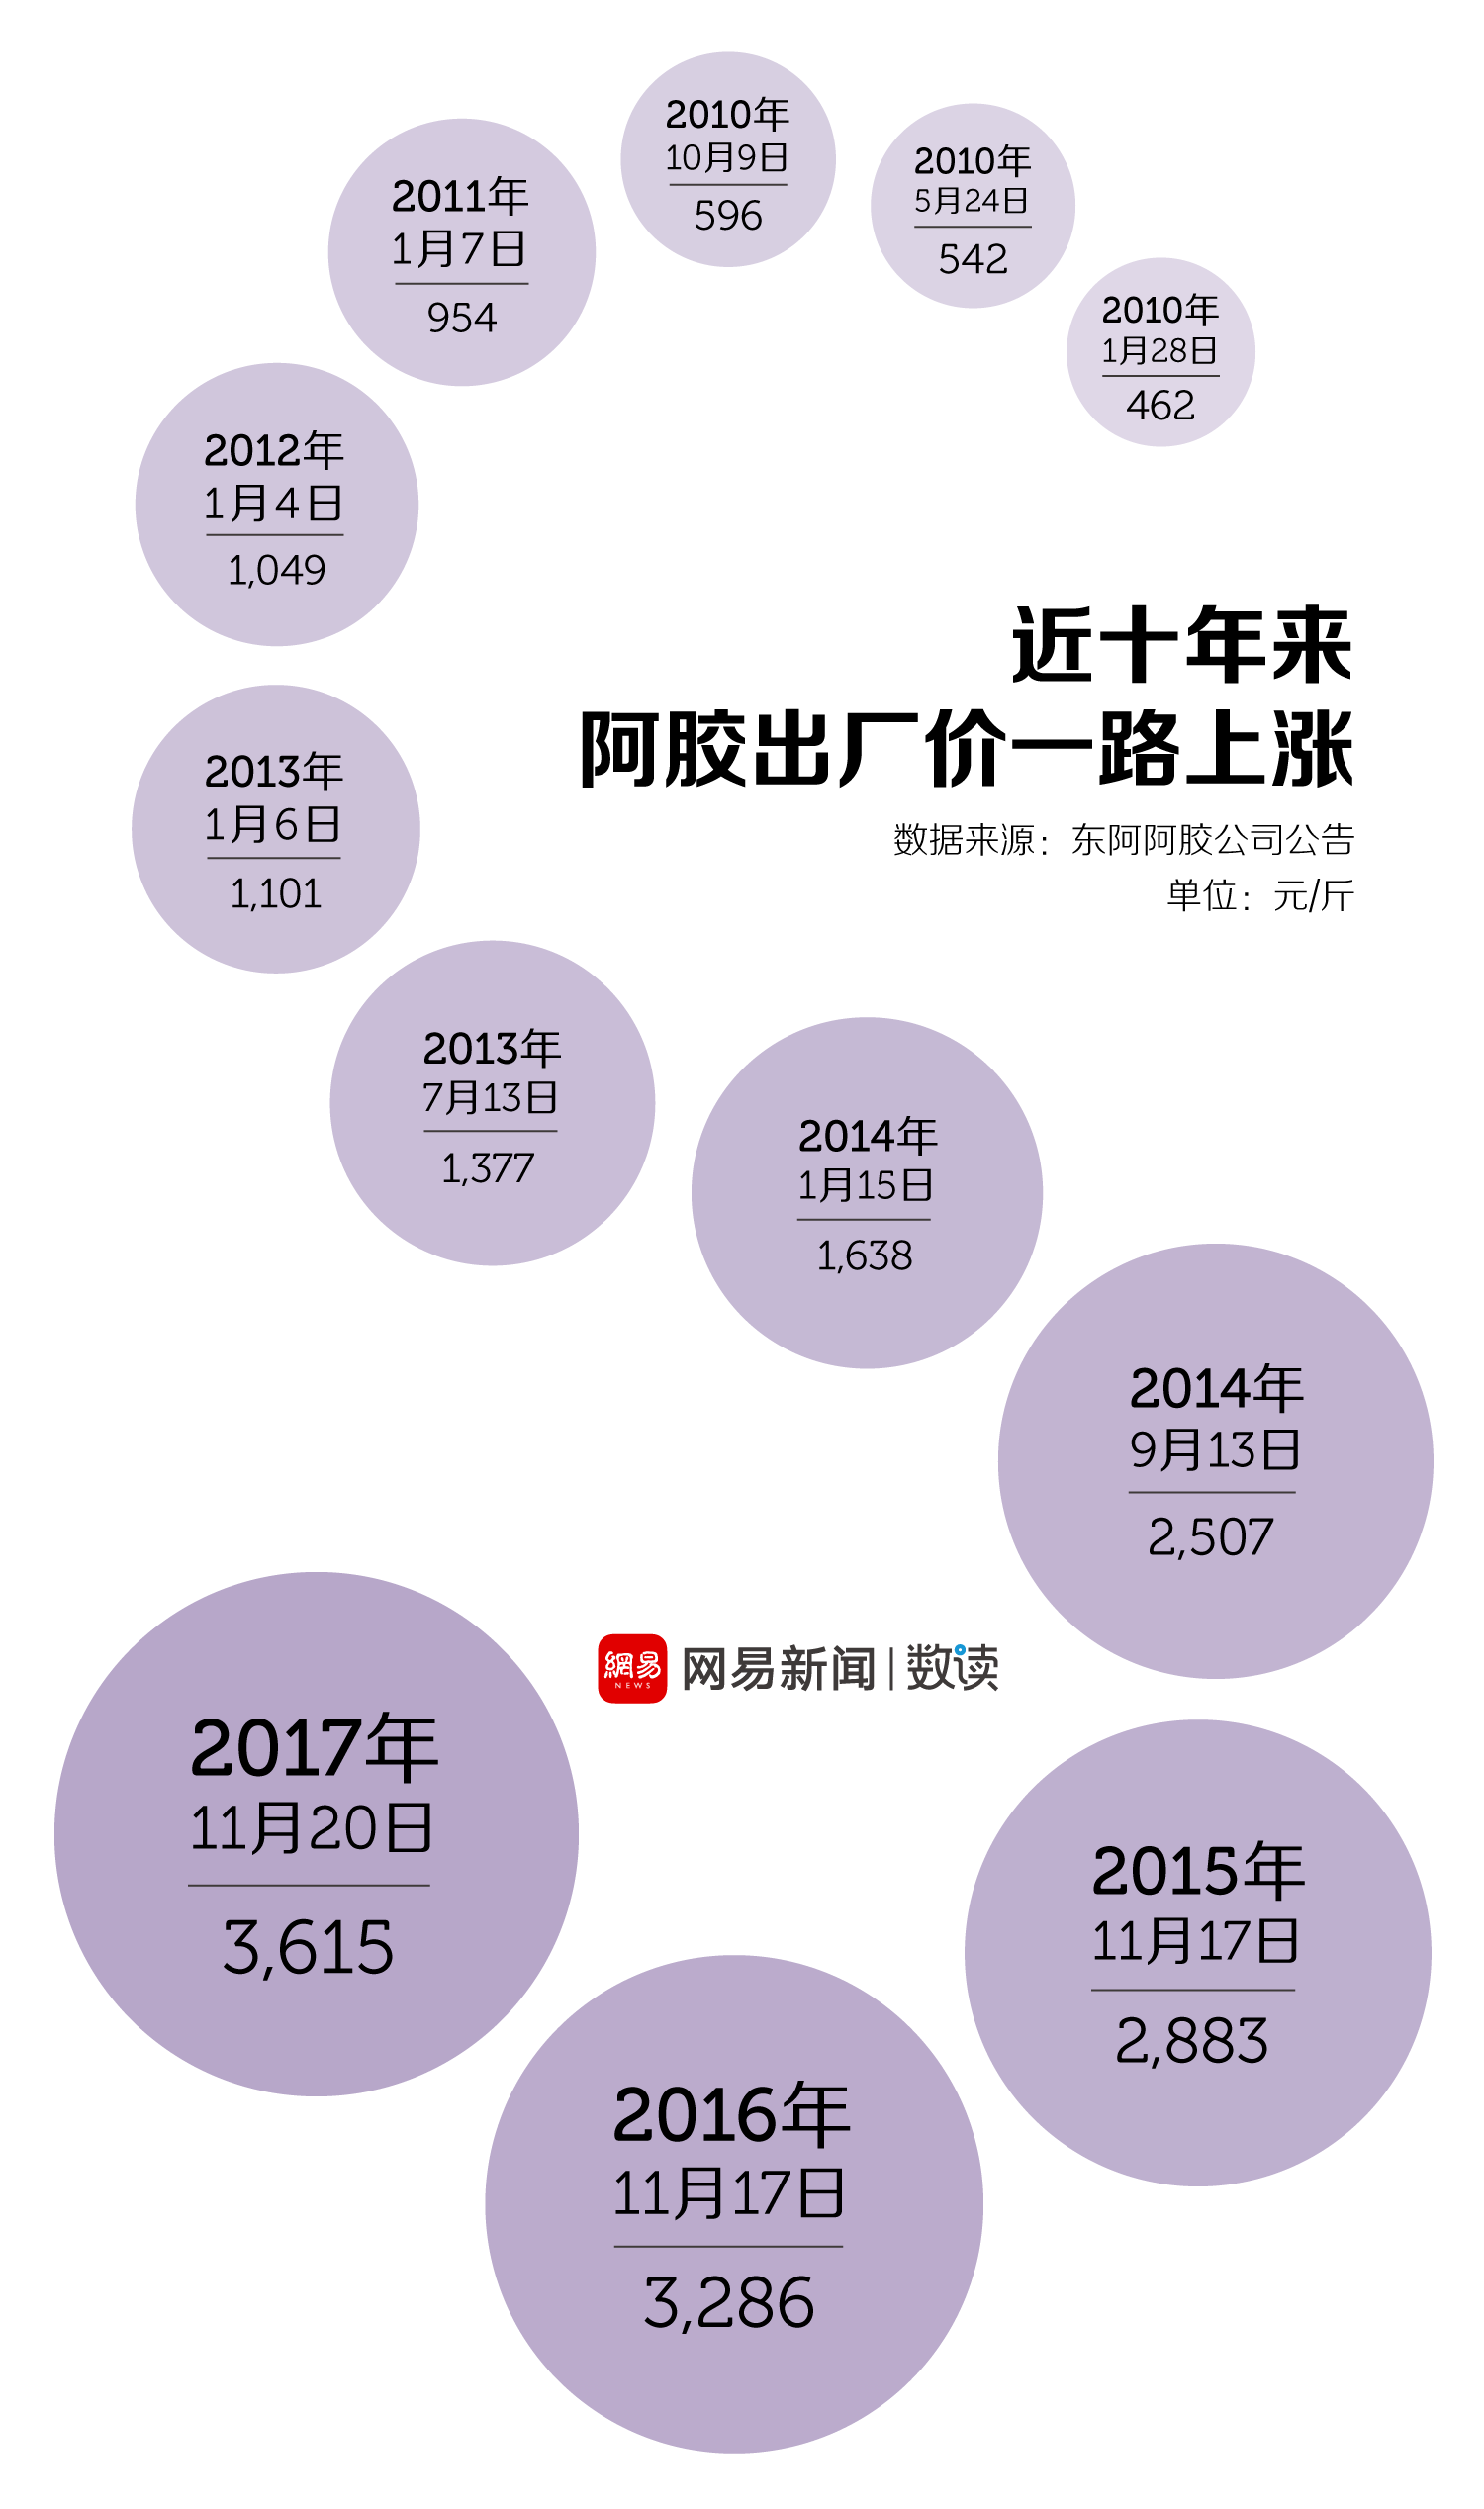 近十年来
阿胶出厂价一路上涨
数据来源：东阿阿胶公司公告
单位：元/斤
2010年
1月28日
462
2010年
5月24日
542
2010年
10月9日
596
2011年
1月7日
954
2012年
1月4日
1,049
2013年
1月6日
1,101
2013年
7月13日
1,377
2014年
1月15日
1,638
2014年
9月13日
2,507
2015年
11月17日
2,883
2016年
11月17日
3,286
2017年
11月20日
3,615
網易
NEWS
网易新闻|数读